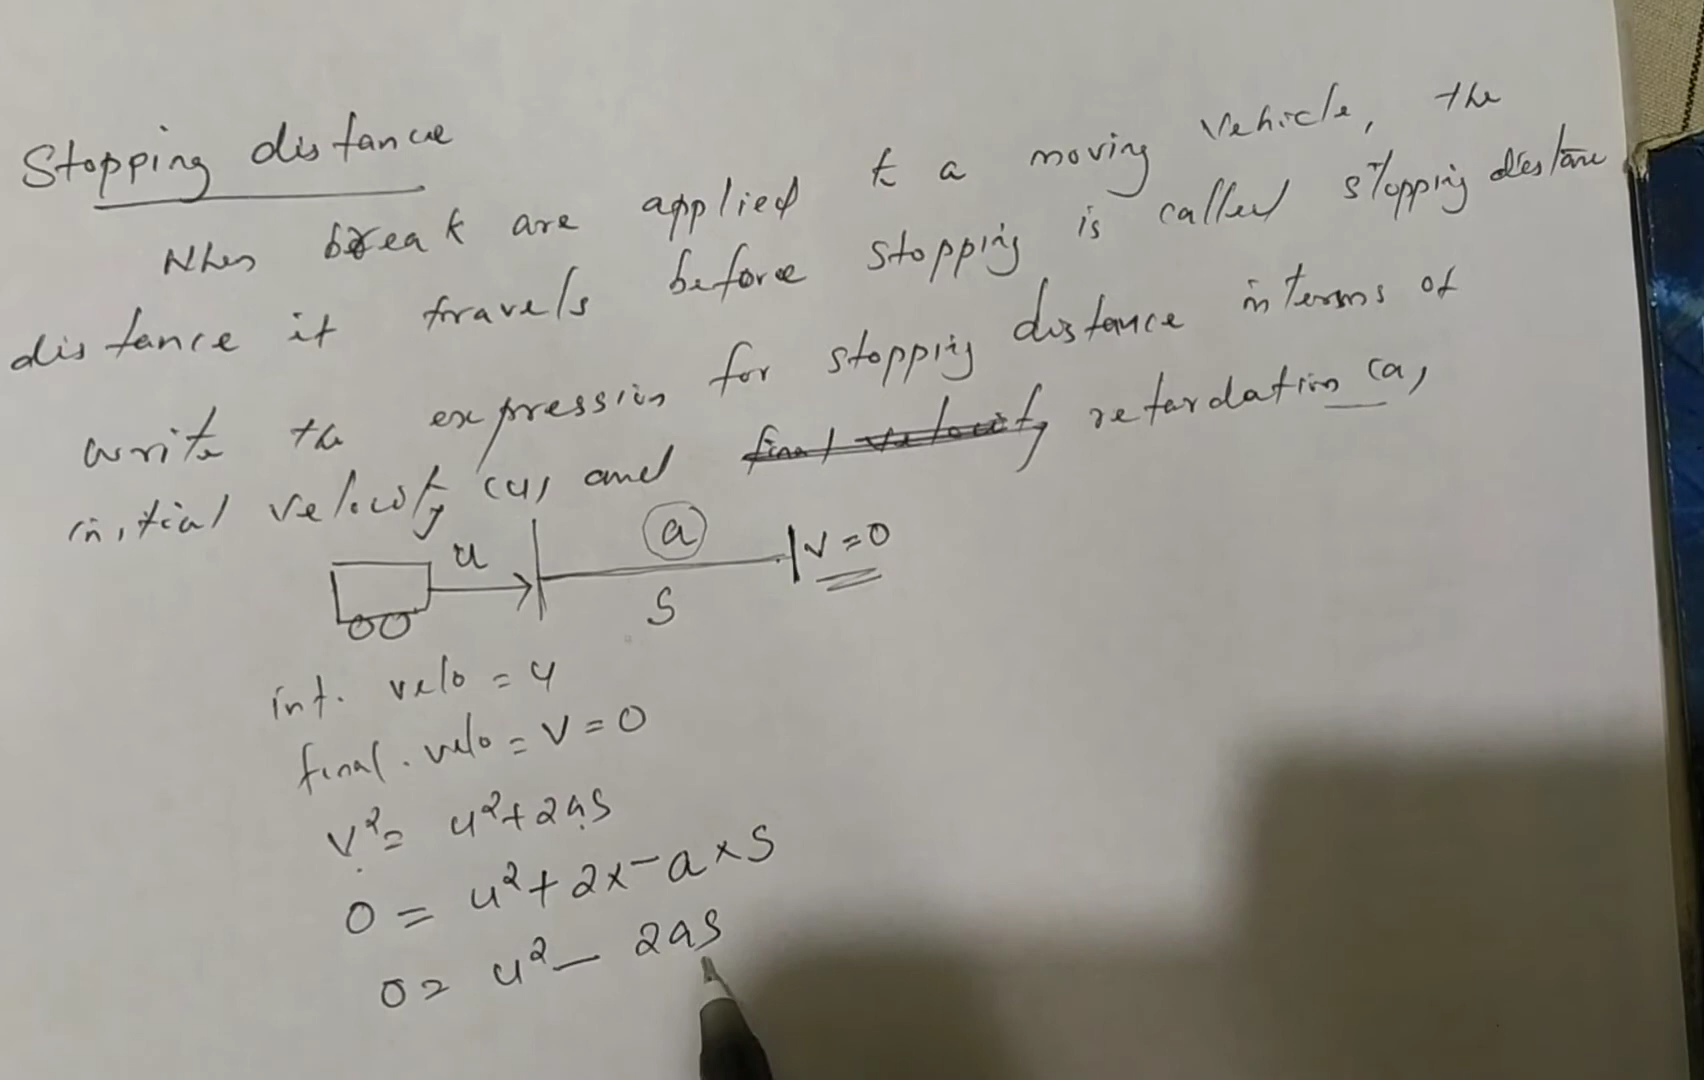 Stopping distance
When break are applied to a moving vehicle, the
distance it travels before stopping is called stopping distance
write the expression for stopping distance in terms of
initial velocity (u) and final velocity retardation (a)
u
a
v=0
S
int. velo = u
final. velo = v = 0
v² = u² + 2as
0 = u² + 2x-axS
0 = u² - 2as